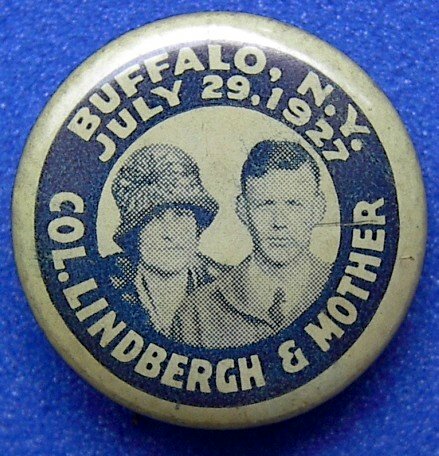 BUFFALO, N.Y.
JULY 29, 1927
COL. LINDBERGH & MOTHER